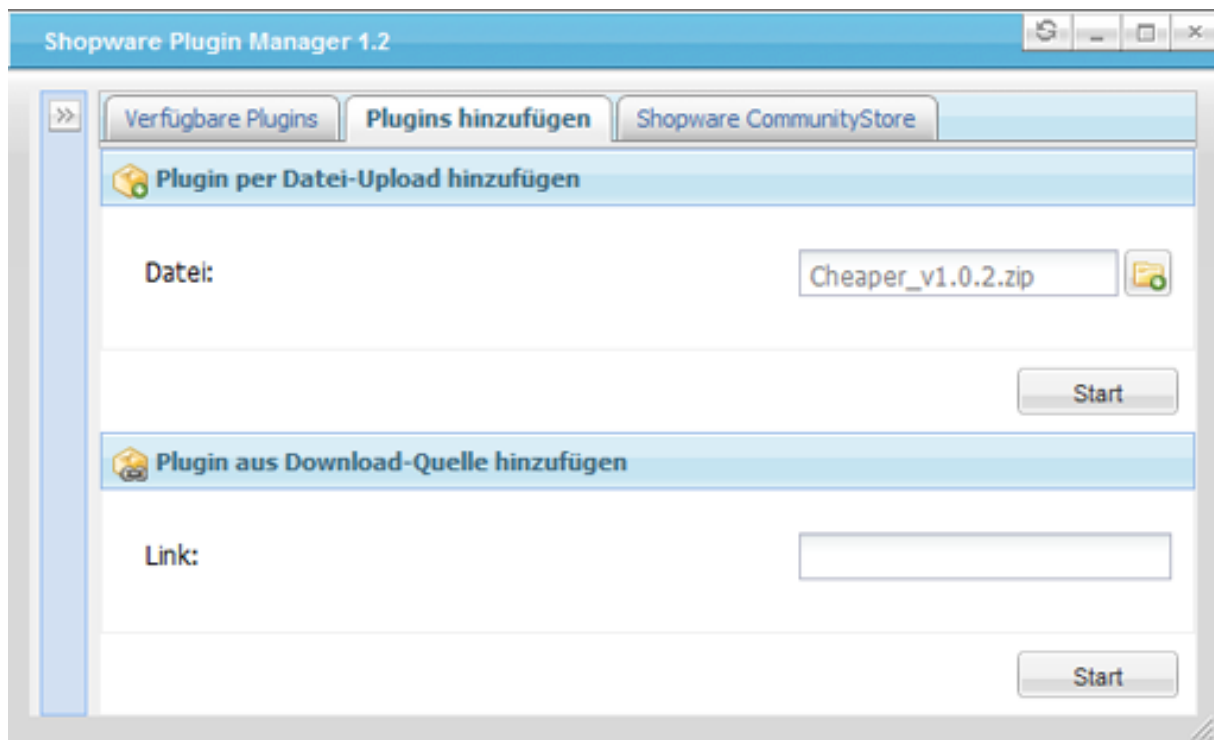 Shopware Plugin Manager 1.2
Verfügbare Plugins Plugins hinzufügen Shopware CommunityStore
Plugin per Datei-Upload hinzufügen
Datei: Cheaper_v1.0.2.zip
Start
Plugin aus Download-Quelle hinzufügen
Link:
Start